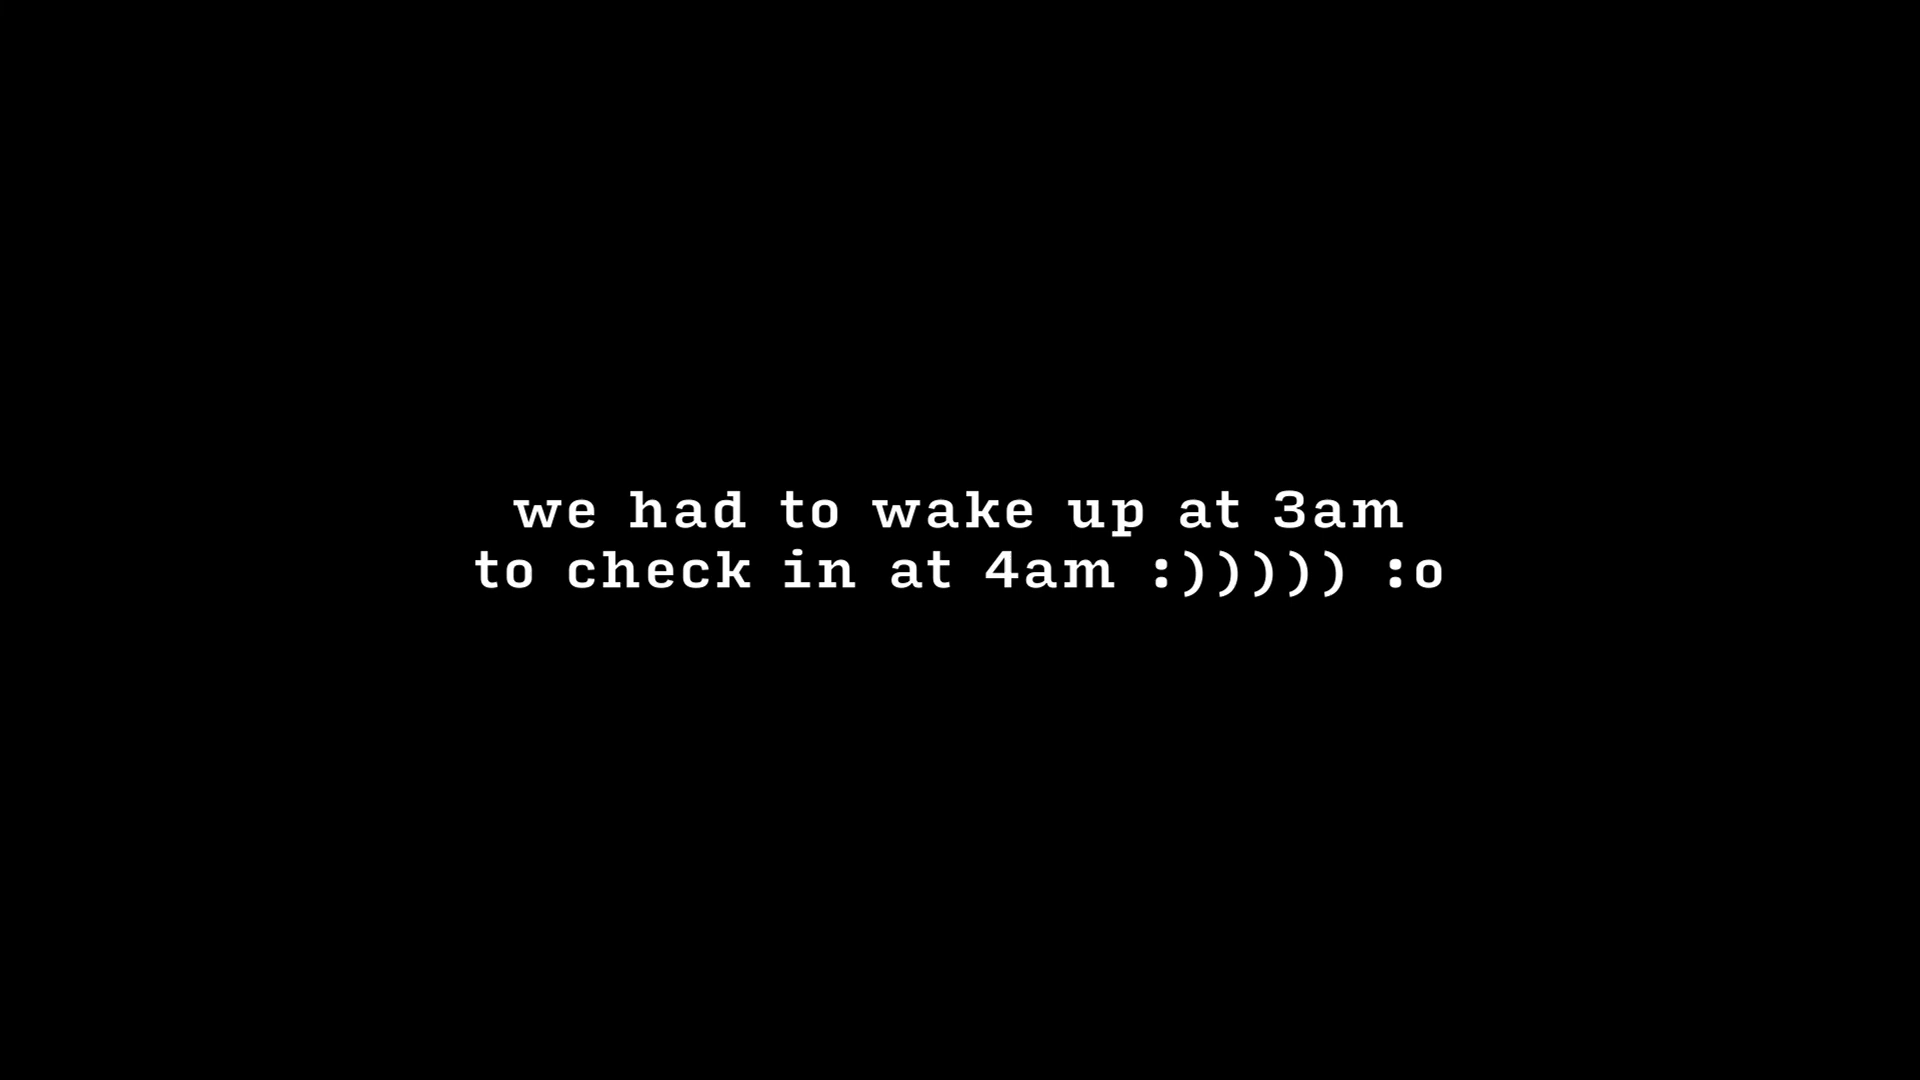 we had to wake up at 3am
to check in at 4am :))))) :o